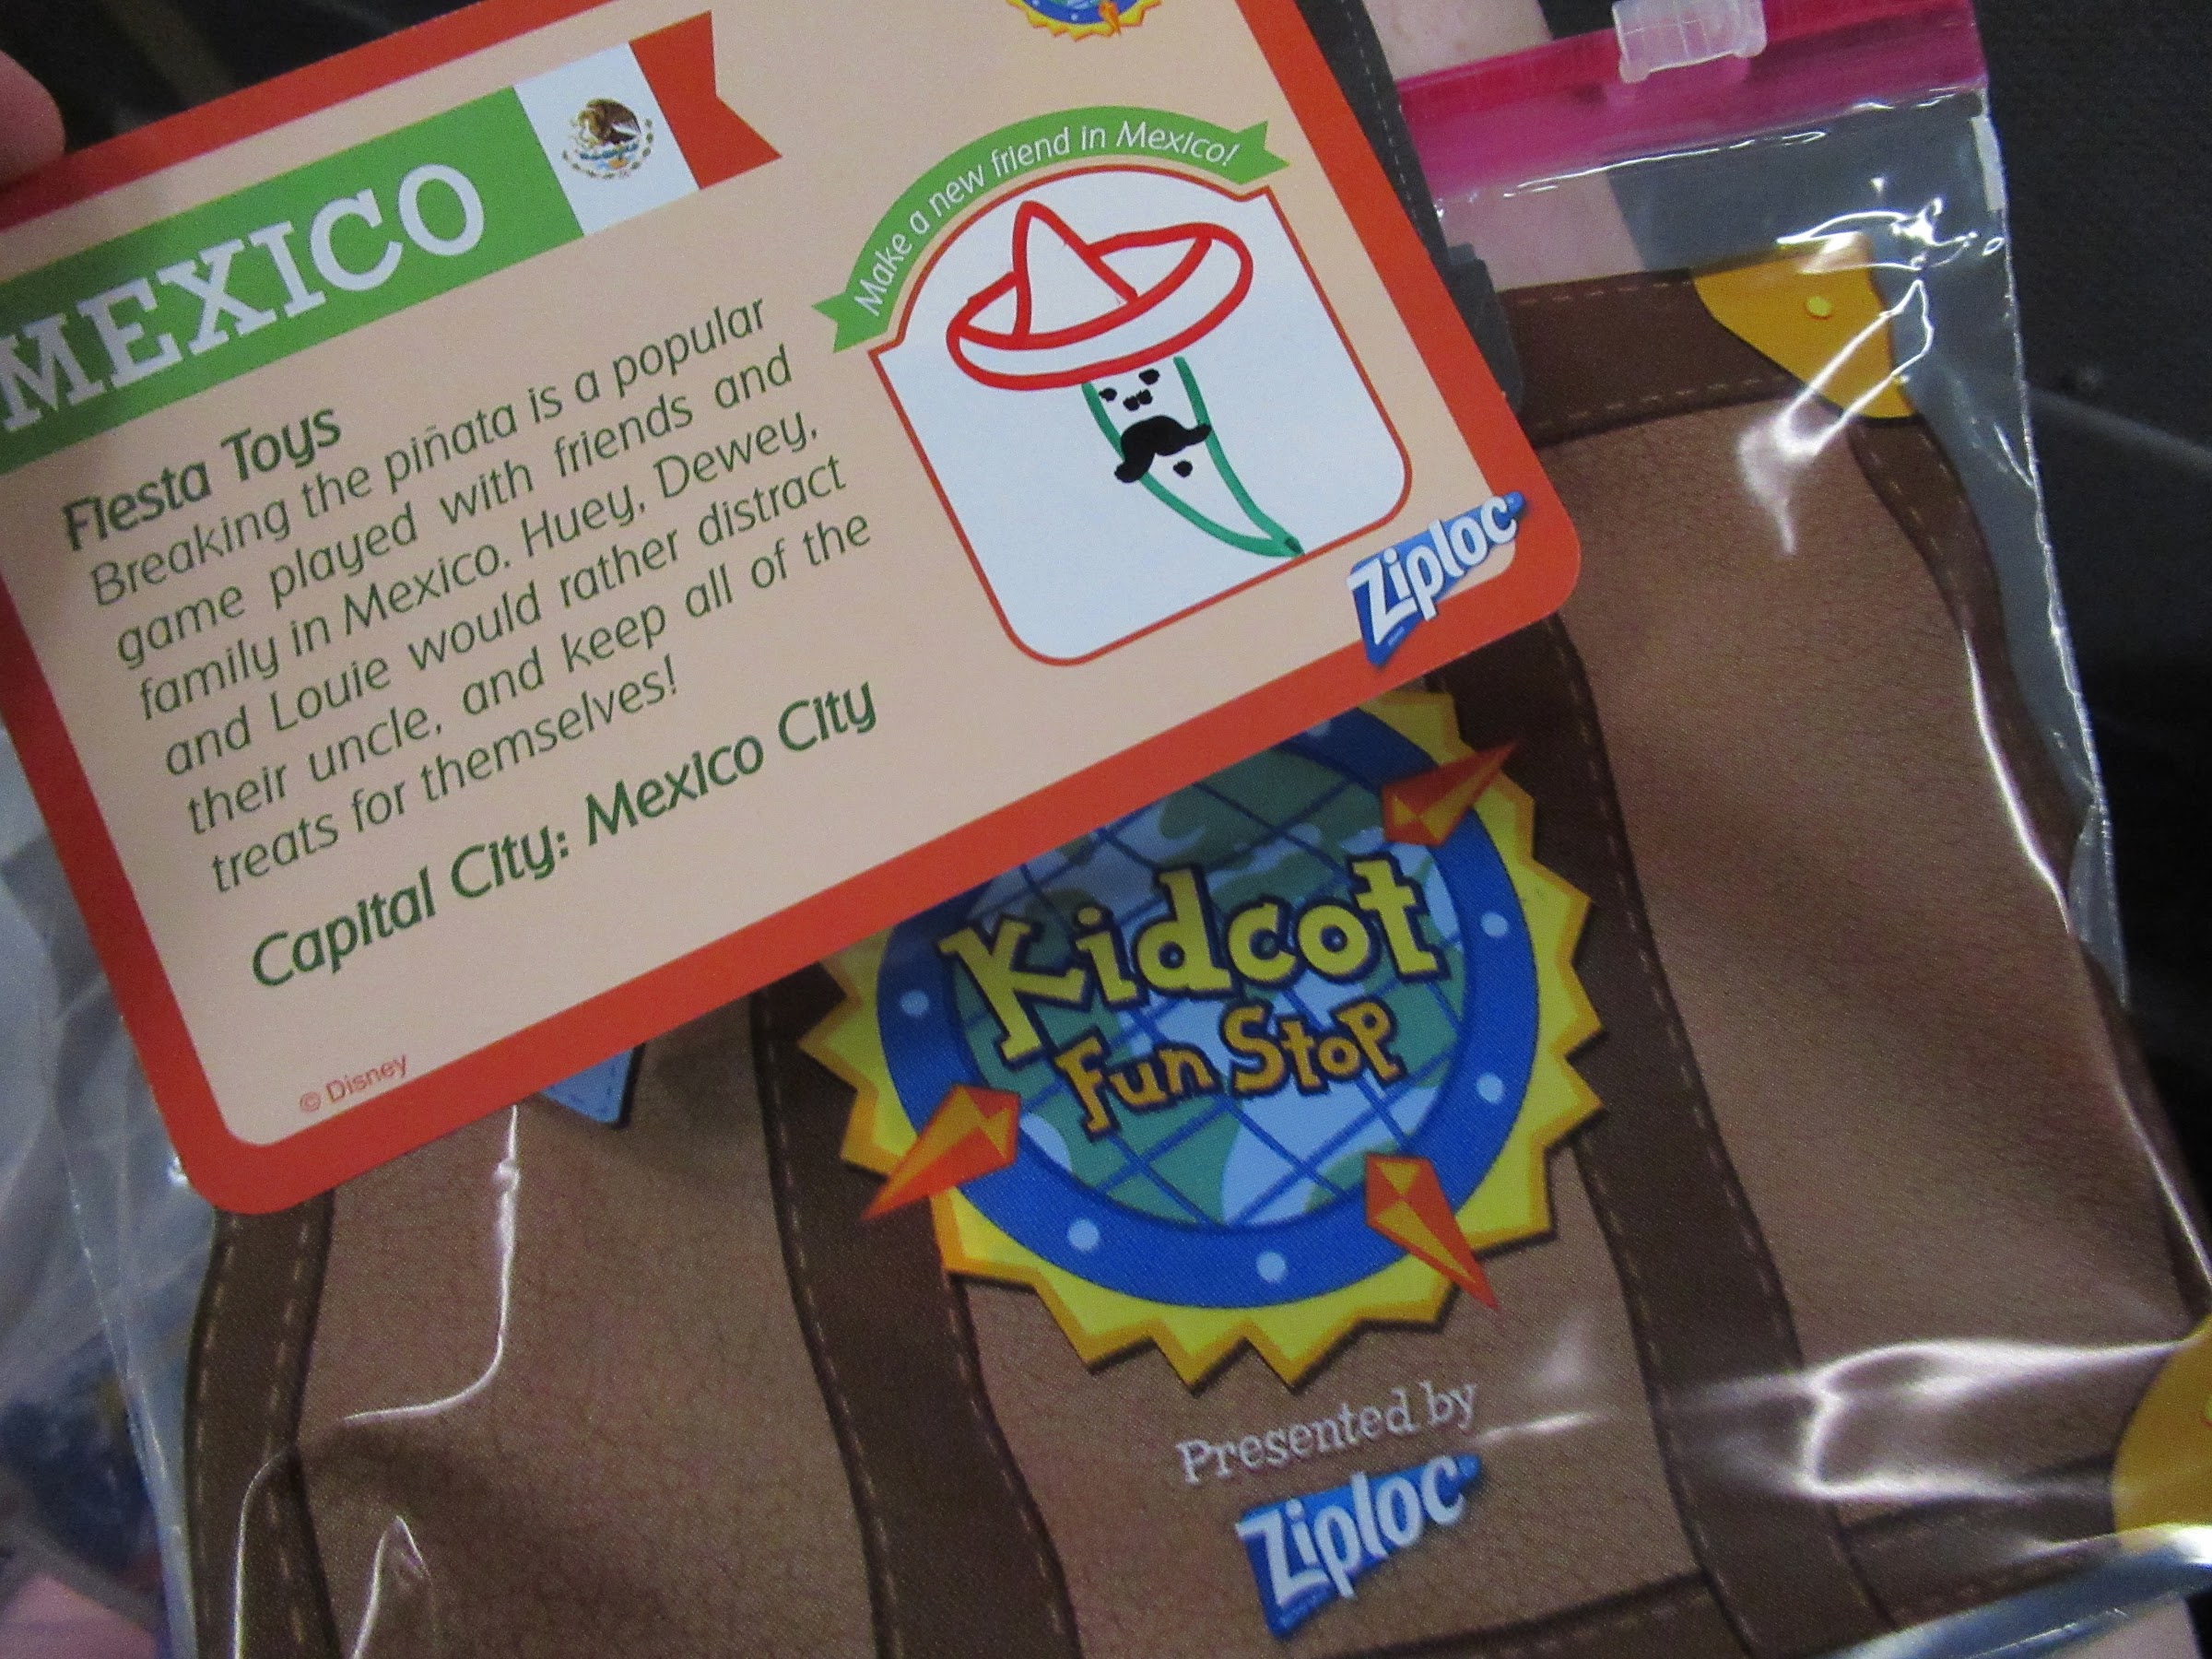 MEXICO
Make a new friend in Mexico!
Fiesta Toys
Breaking the piñata is a popular
game played with friends and
family in Mexico. Huey, Dewey,
and Louie would rather distract
their uncle, and keep all of the
treats for themselves!
Capital City: Mexico City
© Disney
Ziploc®
Kidcot
Fun Stop
Presented by
Ziploc®